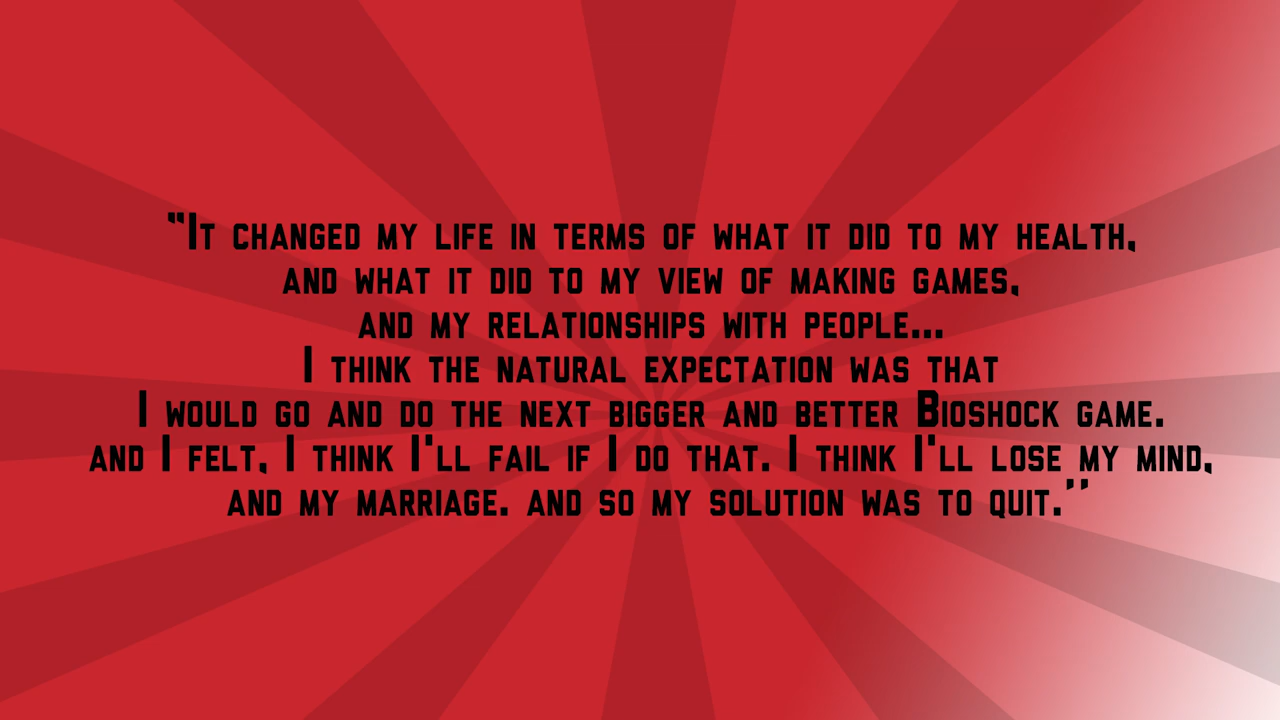 "It changed my life in terms of what it did to my health,
and what it did to my view of making games,
and my relationships with people...
I think the natural expectation was that
I would go and do the next bigger and better Bioshock game.
and I felt, I think I'll fail if I do that. I think I'll lose my mind,
and my marriage. and so my solution was to quit.''